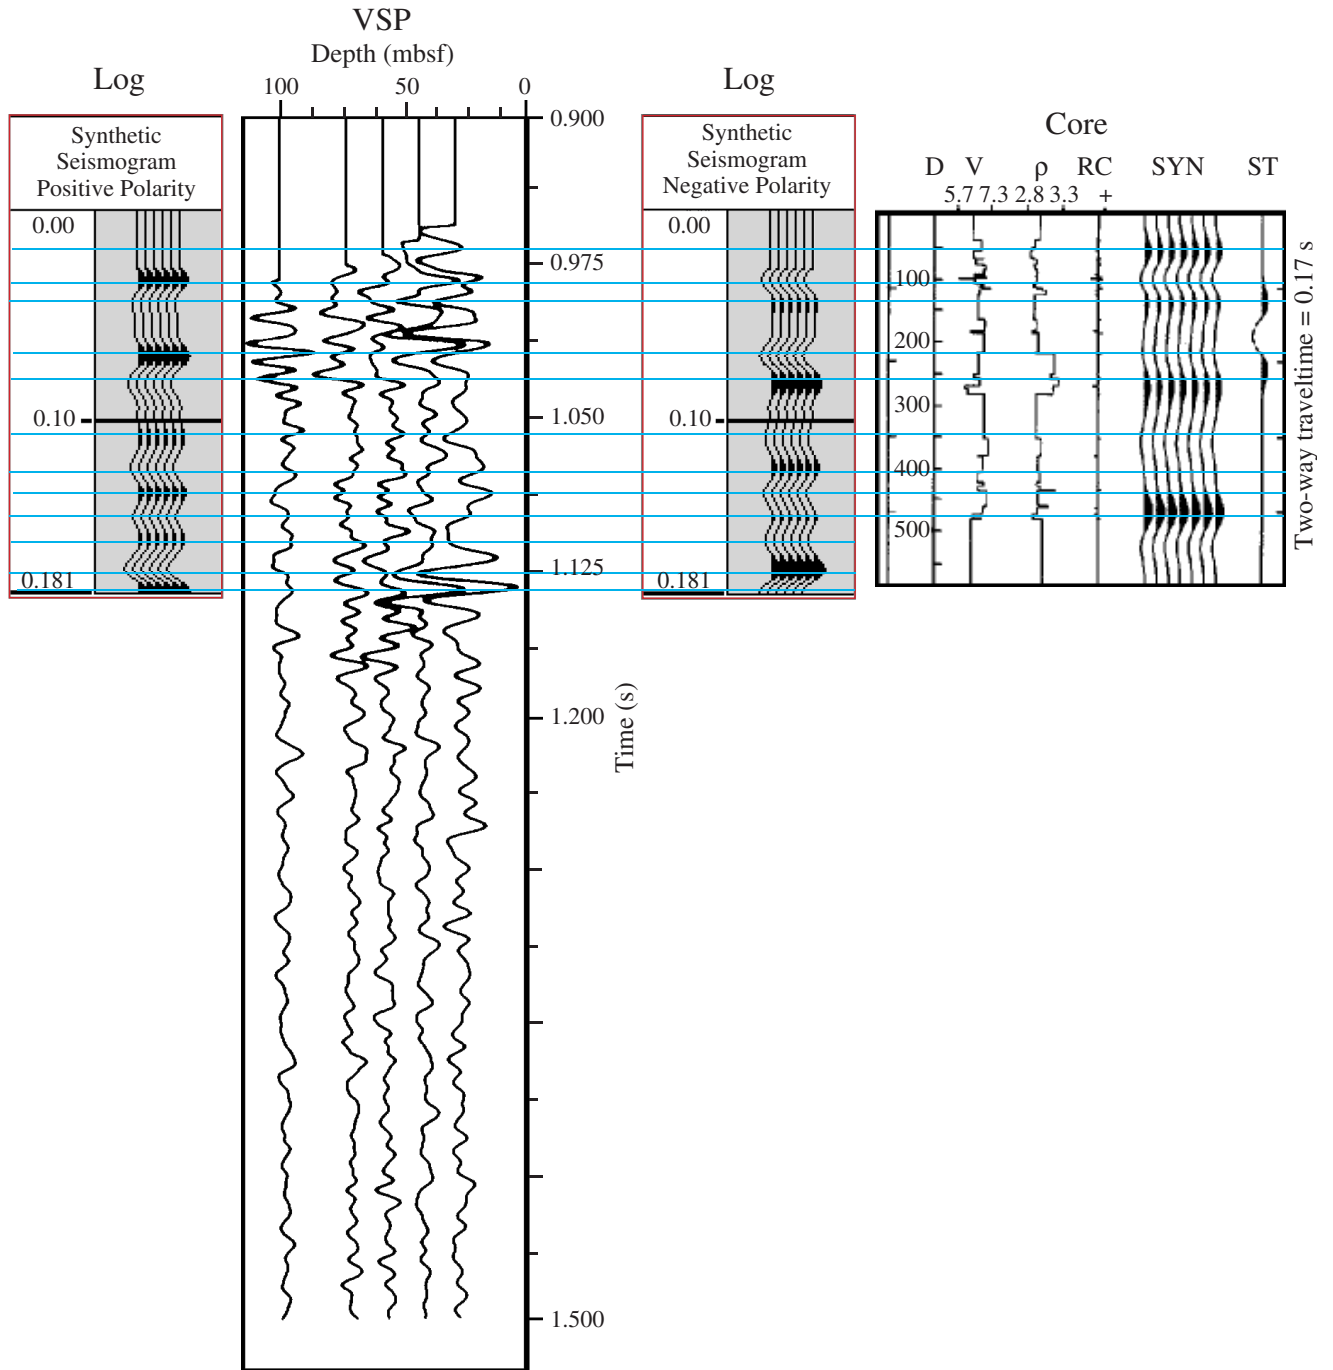 VSP
Depth (mbsf)
100 50 0
Log
Synthetic
Seismogram
Positive Polarity
0.00
0.10
0.181
0.900
0.975
1.050
1.125
1.200
1.500
Time (s)
Log
Synthetic
Seismogram
Negative Polarity
0.00
0.10
0.181
Core
D V ρ RC SYN ST
5.7 7.3 2.8 3.3 +
100
200
300
400
500
Two-way traveltime = 0.17 s